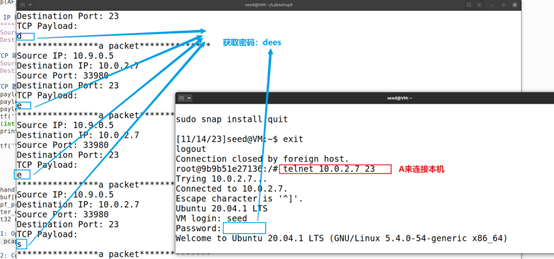 Destination Port: 23
TCP Payload:
d
*****************a packet***************
Source IP: 10.9.0.5
Destination IP: 10.0.2.7
Source Port: 33980
Destination Port: 23
TCP Payload:
e
*****************a packet***************
Source IP: 10.9.0.5
Destination IP: 10.0.2.7
Source Port: 33980
Destination Port: 23
TCP Payload:
e
*****************a packet***************
Source IP: 10.9.0.5
Destination IP: 10.0.2.7
Source Port: 33980
Destination Port: 23
TCP Payload:
s
*****************a packet***************
获取密码：dees
seed@VM:~
sudo snap install quit
[11/14/23]seed@VM:~$ exit
logout
Connection closed by foreign host.
root@9b9b51e2713e:/# telnet 10.0.2.7 23
A来连接本机
Trying 10.0.2.7...
Connected to 10.0.2.7.
Escape character is '^]'.
Ubuntu 20.04.1 LTS
VM login: seed
Password:
Welcome to Ubuntu 20.04.1 LTS (GNU/Linux 5.4.0-54-generic x86_64)